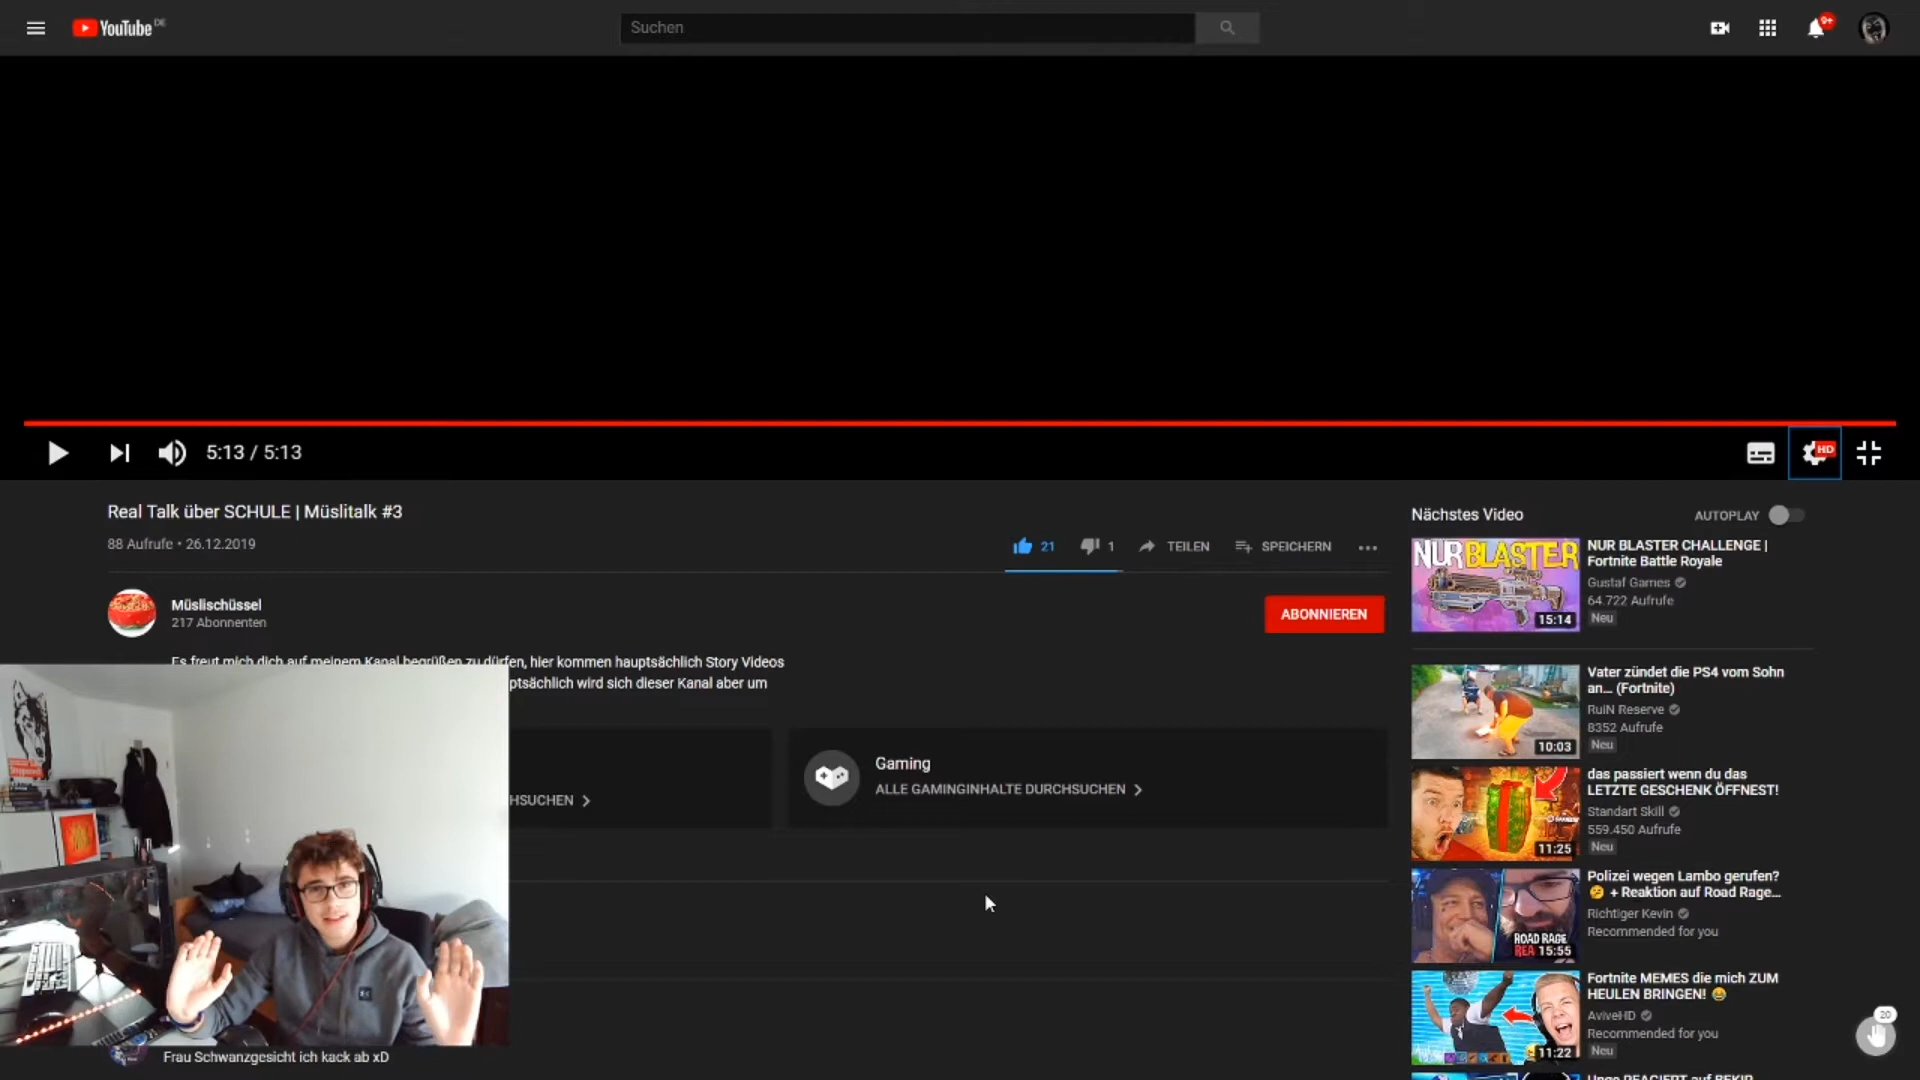 YouTube DE
Suchen
9+
5:13 / 5:13
HD
Real Talk über SCHULE | Müslitalk #3
88 Aufrufe • 26.12.2019
21
1
TEILEN
SPEICHERN
Müslischüssel
217 Abonnenten
ABONNIEREN
Es freut mich dich auf meinem Kanal begrüßen zu dürfen, hier kommen hauptsächlich Story Videos
ptsächlich wird sich dieser Kanal aber um
HSUCHEN
Gaming
ALLE GAMINGINHALTE DURCHSUCHEN
Frau Schwanzgesicht ich kack ab xD
Nächstes Video
AUTOPLAY
NUR BLASTER
15:14
NUR BLASTER CHALLENGE |
Fortnite Battle Royale
Gustaf Games
64.722 Aufrufe
Neu
10:03
Vater zündet die PS4 vom Sohn
an... (Fortnite)
RuiN Reserve
8352 Aufrufe
Neu
11:25
das passiert wenn du das
LETZTE GESCHENK ÖFFNEST!
Standart Skill
559.450 Aufrufe
Neu
ROAD RAGE
REA
15:55
Polizei wegen Lambo gerufen?
+ Reaktion auf Road Rage...
Richtiger Kevin
Recommended for you
11:22
Fortnite MEMES die mich ZUM
HEULEN BRINGEN!
AviveHD
Recommended for you
Neu
20